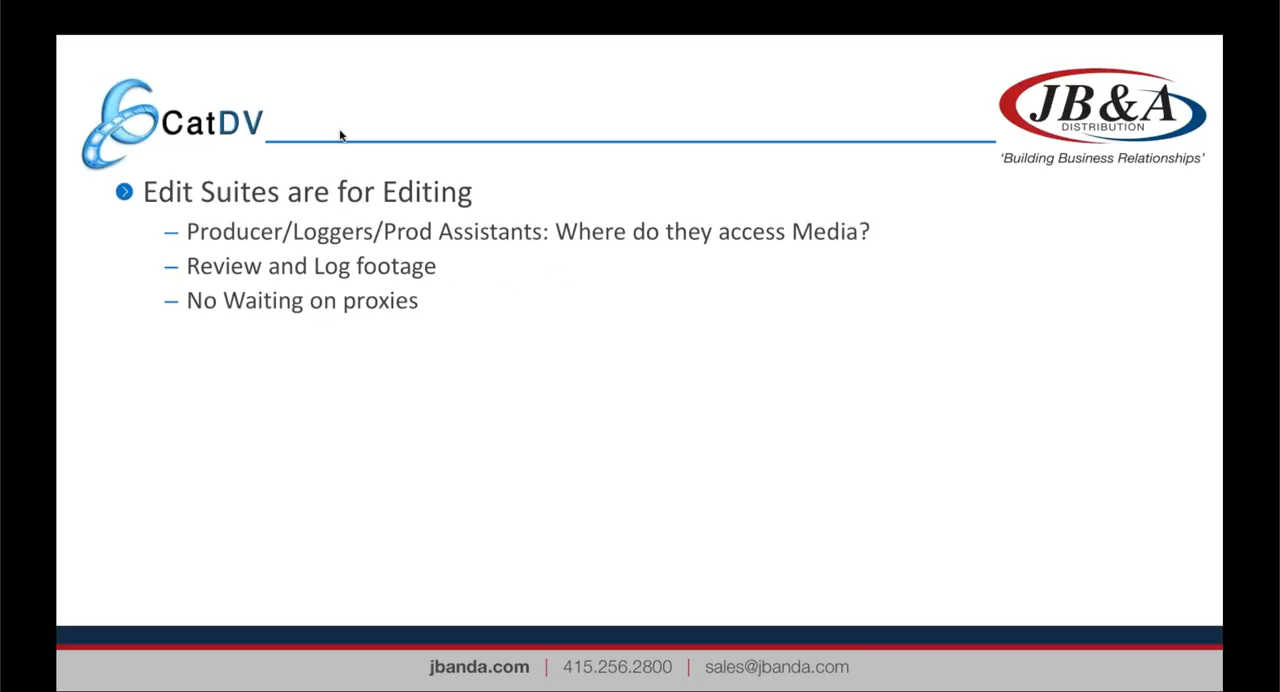 CatDV
JB&A
DISTRIBUTION
‘Building Business Relationships’
Edit Suites are for Editing
– Producer/Loggers/Prod Assistants: Where do they access Media?
– Review and Log footage
– No Waiting on proxies
jbanda.com | 415.256.2800 | sales@jbanda.com